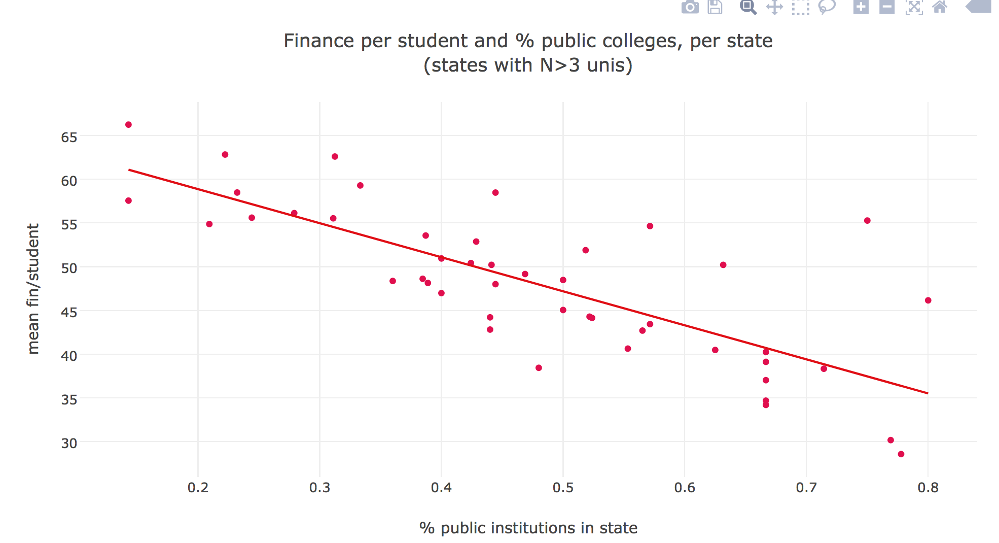 Finance per student and % public colleges, per state
(states with N>3 unis)
65
60
55
50
45
40
35
30
mean fin/student
0.2 0.3 0.4 0.5 0.6 0.7 0.8
% public institutions in state